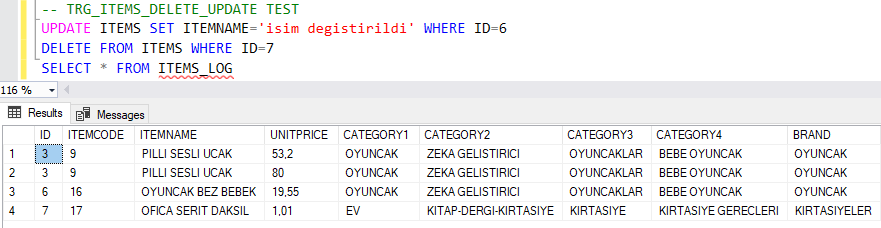 -- TRG_ITEMS_DELETE_UPDATE TEST
UPDATE ITEMS SET ITEMNAME='isim degistirildi' WHERE ID=6
DELETE FROM ITEMS WHERE ID=7
SELECT * FROM ITEMS_LOG
116 %
Results Messages
ID ITEMCODE ITEMNAME UNITPRICE CATEGORY1 CATEGORY2 CATEGORY3 CATEGORY4 BRAND
1 3 9 PILLI SESLI UCAK 53,2 OYUNCAK ZEKA GELISTIRICI OYUNCAKLAR BEBE OYUNCAK OYUNCAK
2 3 9 PILLI SESLI UCAK 80 OYUNCAK ZEKA GELISTIRICI OYUNCAKLAR BEBE OYUNCAK OYUNCAK
3 6 16 OYUNCAK BEZ BEBEK 19,55 OYUNCAK ZEKA GELISTIRICI OYUNCAKLAR BEBE OYUNCAK OYUNCAK
4 7 17 OFICA SERIT DAKSIL 1,01 EV KITAP-DERGI-KIRTASIYE KIRTASIYE KIRTASIYE GERECLERI KIRTASIYELER